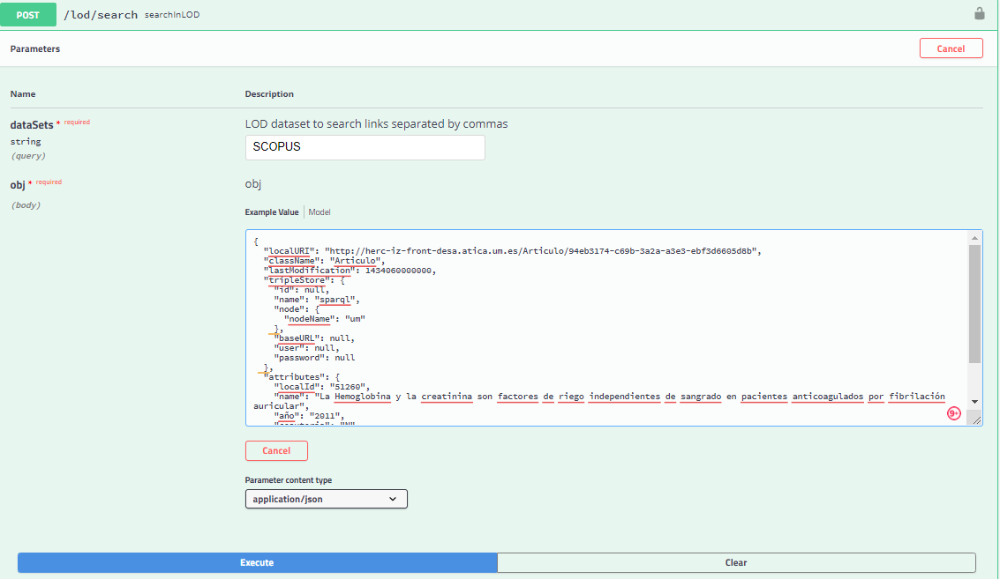 POST /lod/search searchInLOD
Parameters
Cancel
Name Description
dataSets * required
LOD dataset to search links separated by commas
string
SCOPUS
(query)
obj * required
obj
(body)
Example Value Model
{
"localURI": "http://herc-iz-front-desa.atica.um.es/Articulo/94eb3174-c69b-3a2a-a3e3-ebf3d6605d8b",
"className": "Articulo",
"lastModification": 1434060000000,
"tripleStore": {
"id": null,
"name": "sparql",
"node": {
"nodeName": "um"
},
"baseURL": null,
"user": null,
"password": null
},
"attributes": {
"localId": "51260",
"name": "La Hemoglobina y la creatinina son factores de riego independientes de sangrado en pacientes anticoagulados por fibrilación
auricular",
"año": "2011",
9+
Cancel
Parameter content type
application/json
Execute Clear